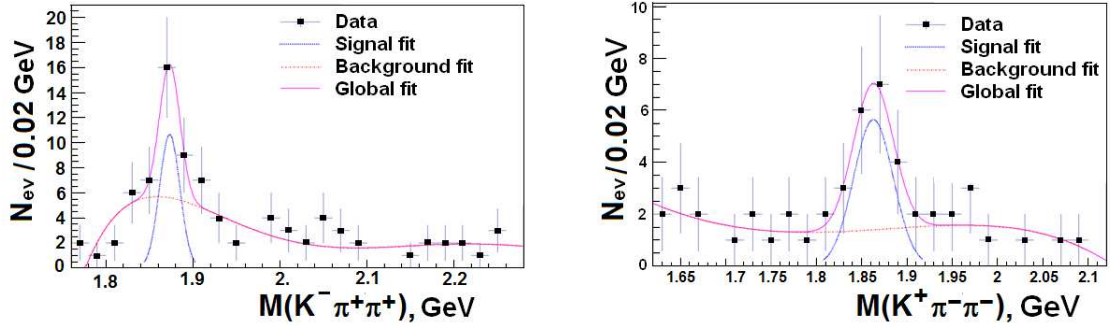 20
18
16
14
12
10
8
6
4
2
0
N_ev / 0.02 GeV
Data
Signal fit
Background fit
Global fit
1.8 1.9 2. 2.1 2.2
M(K⁻π⁺π⁺), GeV
10
8
6
4
2
0
N_ev / 0.02 GeV
Data
Signal fit
Background fit
Global fit
1.65 1.7 1.75 1.8 1.85 1.9 1.95 2 2.05 2.1
M(K⁺π⁻π⁻), GeV